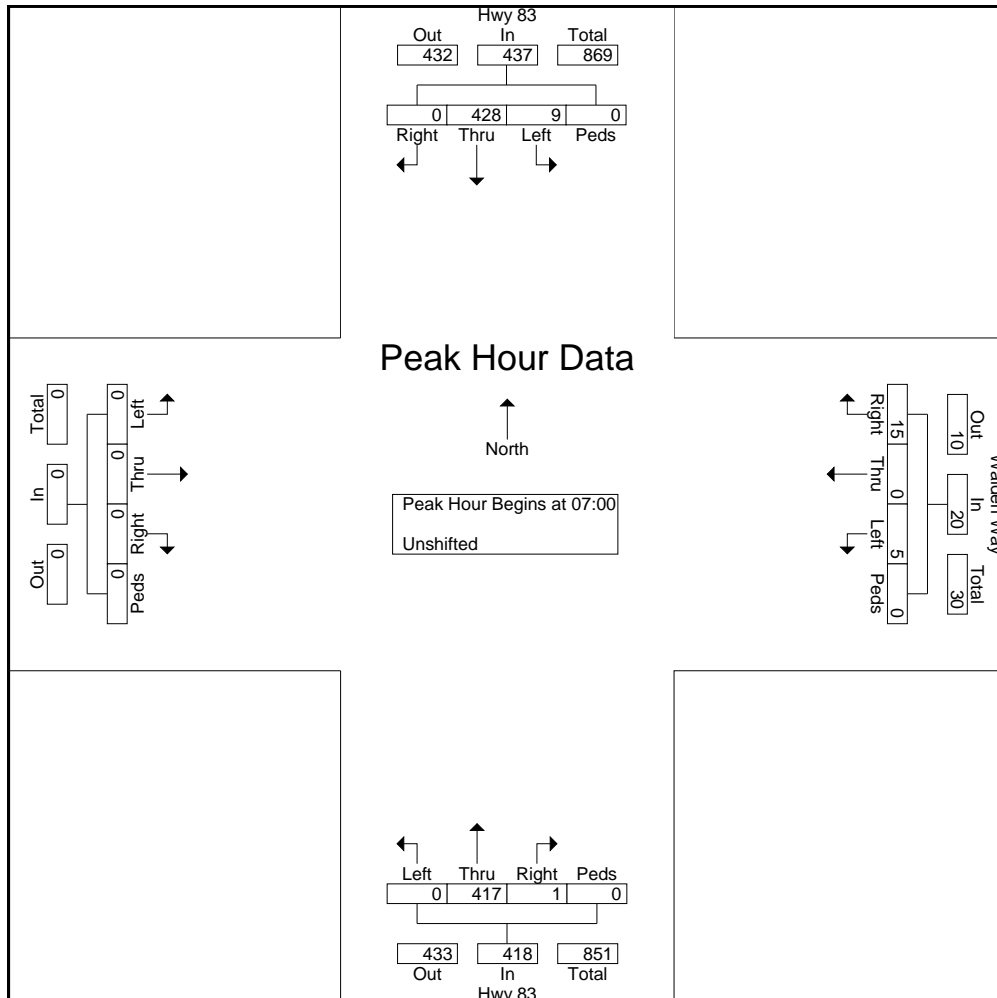 Hwy 83
Out In Total
432 437 869
0 428 9 0
Right Thru Left Peds
Peak Hour Data
North
Peak Hour Begins at 07:00
Unshifted
Total In Out
0 0 0
0 0 0 0
Left Thru Right Peds
Walden Way
Out In Total
10 20 30
15 0 5 0
Right Thru Left Peds
Left Thru Right Peds
0 417 1 0
433 418 851
Out In Total
Hwy 83